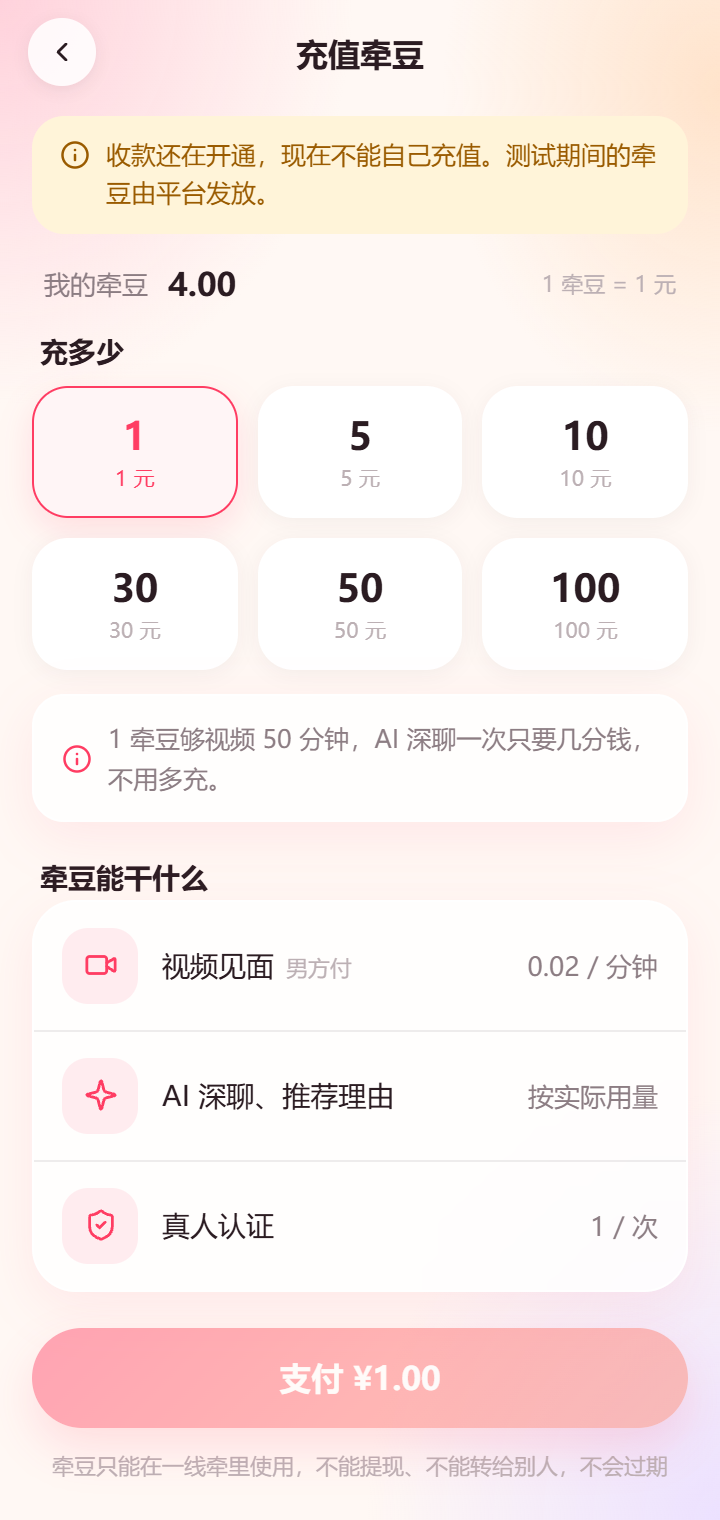 充值牵豆
收款还在开通，现在不能自己充值。测试期间的牵
豆由平台发放。
我的牵豆 4.00
1 牵豆 = 1 元
充多少
1
1 元
5
5 元
10
10 元
30
30 元
50
50 元
100
100 元
1 牵豆够视频 50 分钟，AI 深聊一次只要几分钱，
不用多充。
牵豆能干什么
视频见面 男方付
0.02 / 分钟
AI 深聊、推荐理由
按实际用量
真人认证
1 / 次
支付 ¥1.00
牵豆只能在一线牵里使用，不能提现、不能转给别人，不会过期